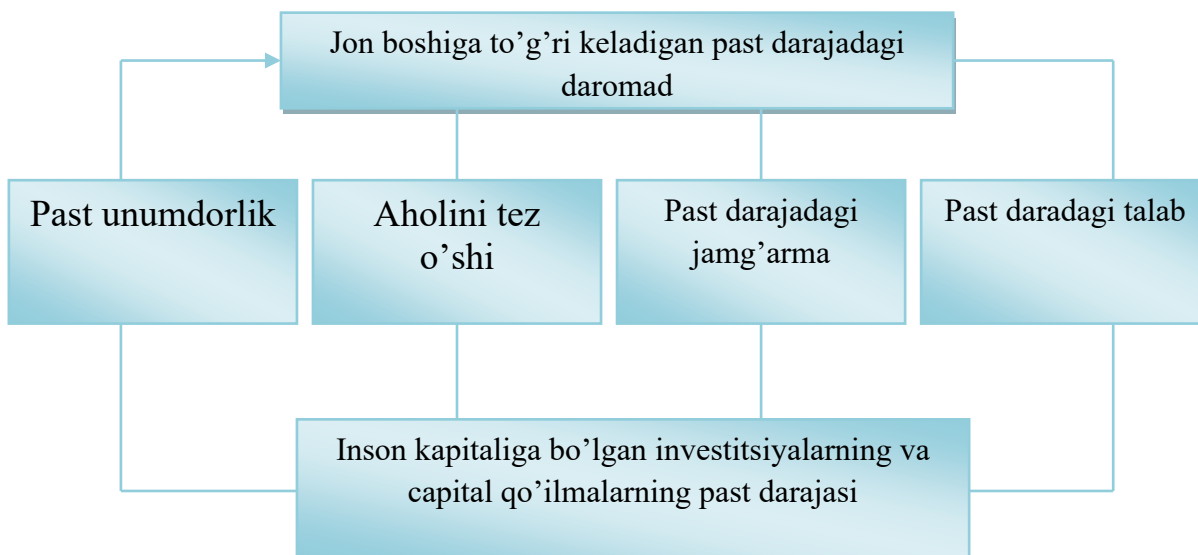 Jon boshiga to’g’ri keladigan past darajadagi
daromad
Past unumdorlik
Aholini tez
o’shi
Past darajadagi
jamg’arma
Past daradagi talab
Inson kapitaliga bo’lgan investitsiyalarning va
capital qo’ilmalarning past darajasi